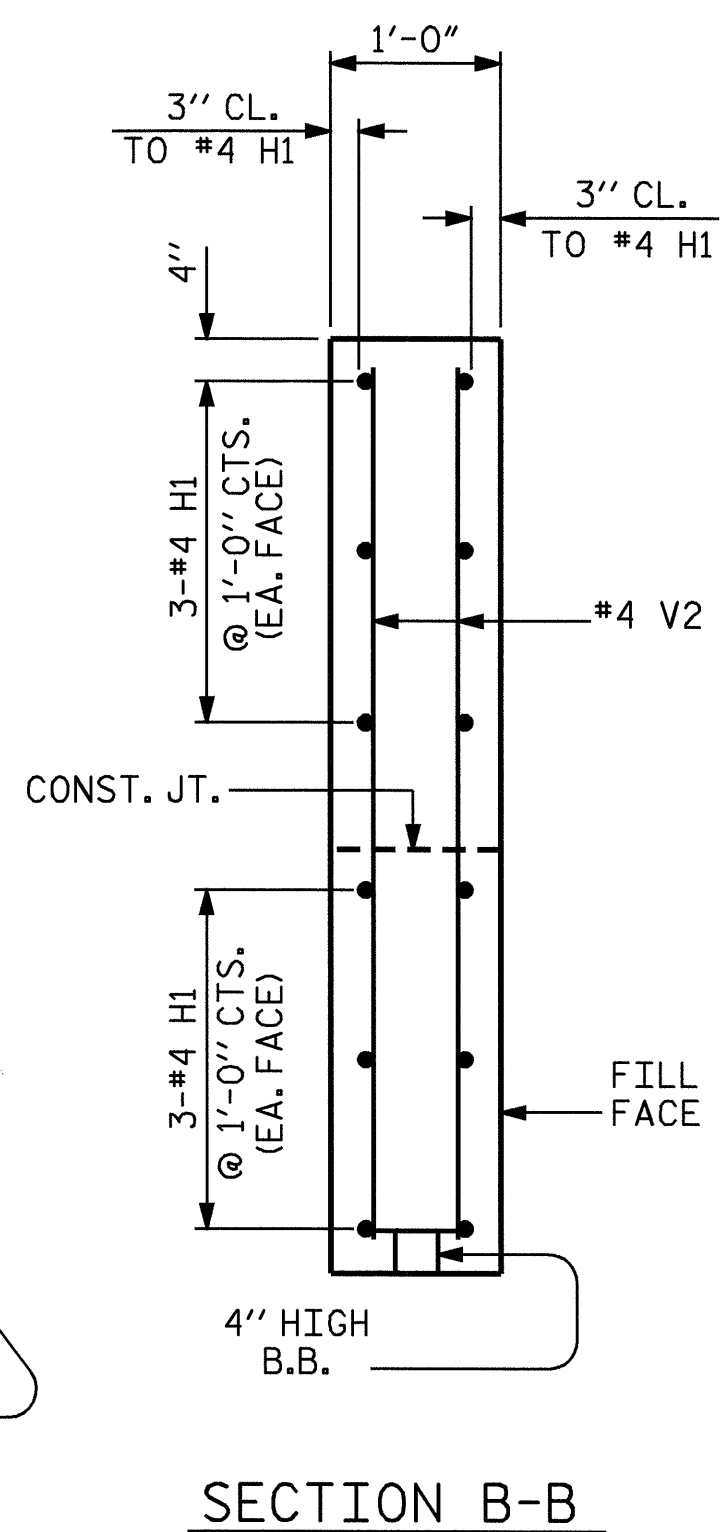 1'-0"
3" CL.
TO #4 H1
3" CL.
TO #4 H1
4"
3-#4 H1
@ 1'-0" CTS.
(EA. FACE)
#4 V2
CONST. JT.
3-#4 H1
@ 1'-0" CTS.
(EA. FACE)
FILL
FACE
4" HIGH
B.B.
SECTION B-B